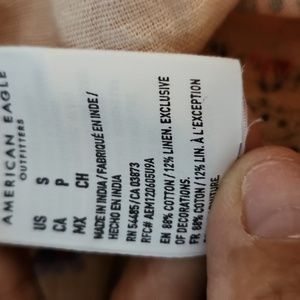 AMERICAN EAGLE
OUTFITTERS
US S
CA P
MX CH
MADE IN INDIA/FABRIQUÉ EN INDE/
HECHO EN INDIA
RN 54485/CA 03873
RFC# AEM120605U9A
EN 88% COTTON/12% LINEN. EXCLUSIVE
OF DECORATIONS.
FR 88% COTON/12% LIN. À L'EXCEPTION